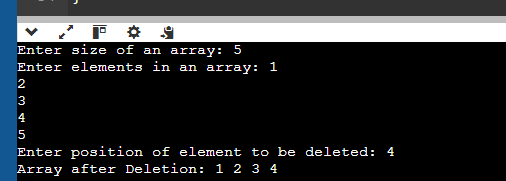 Enter size of an array: 5
Enter elements in an array: 1
2
3
4
5
Enter position of element to be deleted: 4
Array after Deletion: 1 2 3 4